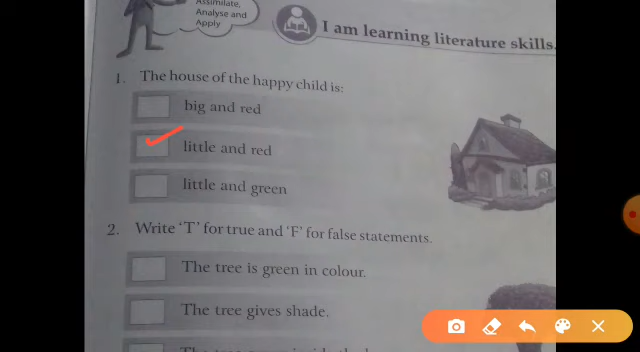 Assimilate,
Analyse and
Apply
I am learning literature skills.
1. The house of the happy child is:
big and red
little and red
little and green
2. Write ‘T’ for true and ‘F’ for false statements.
The tree is green in colour.
The tree gives shade.